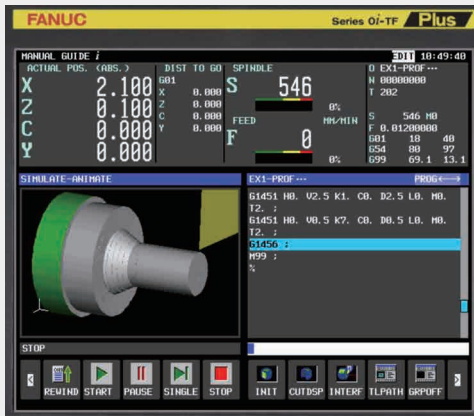 FANUC
Series 0i-TF Plus
MANUAL GUIDE i
EDIT 10:49:40
ACTUAL POS. (ABS.)
X 2.100
Z 0.100
C 0.000
Y 0.000
DIST TO GO
G01
X 0.000
Z 0.000
C 0.000
Y 0.000
SPINDLE
S 546
0%
FEED MM/MIN
F 0
0%
O EX1-PROF···
N 00000000
T 202
S 546 M0
F 0.01200000
G01 18 40
G54 80 97
G99 69.1 13.1
SIMULATE-ANIMATE
EX1-PROF··· PROG
G1451 H0. V2.5 K1. C0. D2.5 L0. M0.
T2. ;
G1451 H0. V0.5 K7. C0. D0.5 L0. M0.
T2. ;
G1456 ;
M99 ;
%
STOP
REWIND START PAUSE SINGLE STOP INIT CUTDSP INTERF TLPATH GRPOFF